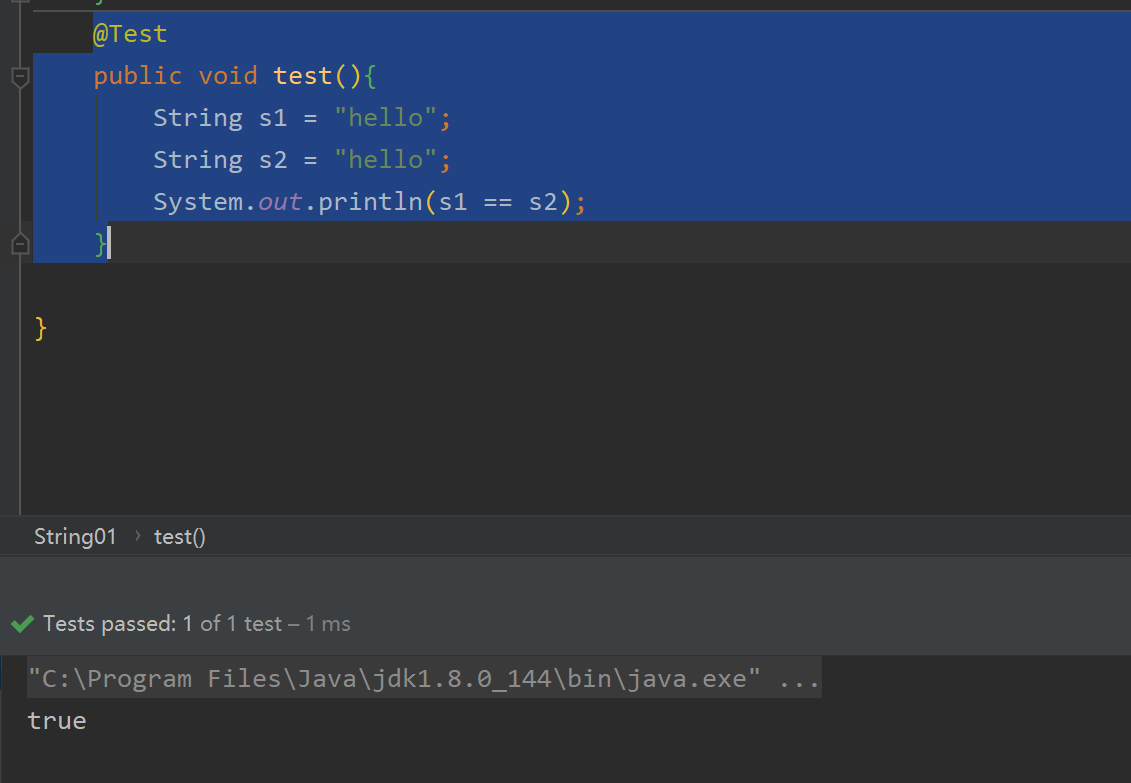 @Test
public void test(){
String s1 = "hello";
String s2 = "hello";
System.out.println(s1 == s2);
}
}
String01 › test()
Tests passed: 1 of 1 test – 1 ms
"C:\Program Files\Java\jdk1.8.0_144\bin\java.exe" ...
true